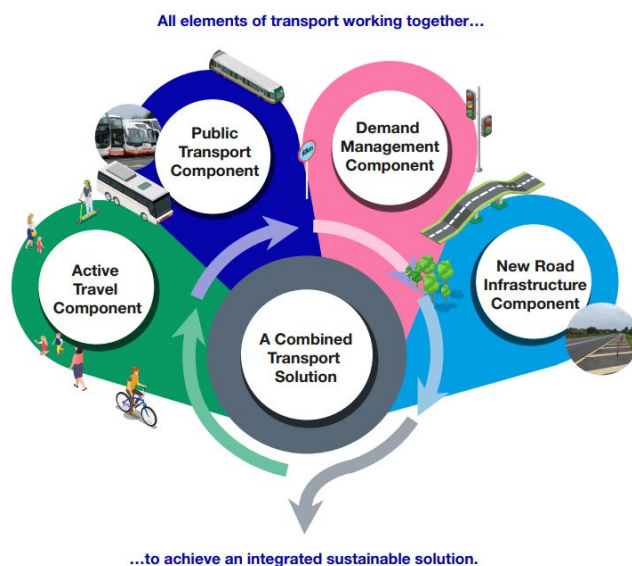 All elements of transport working together…
Public
Transport
Component
Demand
Management
Component
Active
Travel
Component
New Road
Infrastructure
Component
A Combined
Transport
Solution
…to achieve an integrated sustainable solution.